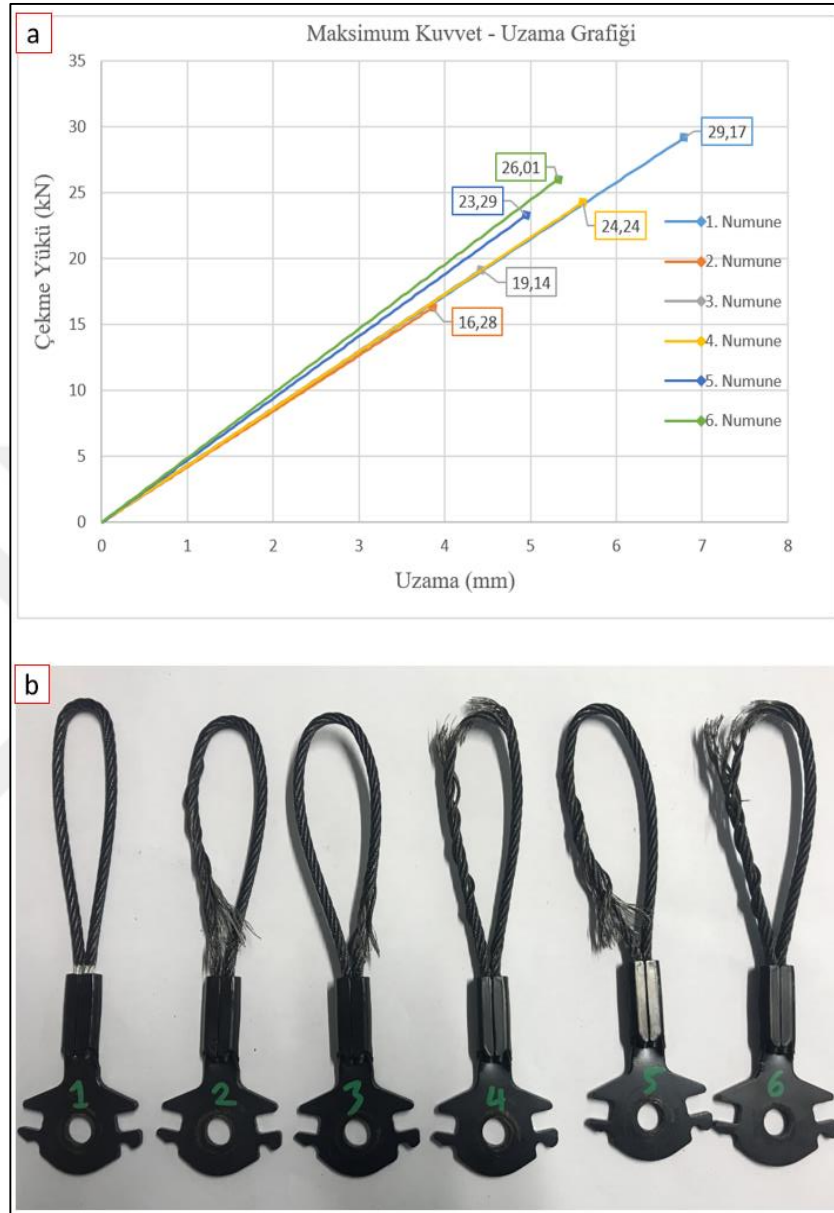 a
Maksimum Kuvvet - Uzama Grafiği
35
30
25
20
15
10
5
0
Çekme Yükü (kN)
29,17
26,01
23,29
24,24
19,14
16,28
1. Numune
2. Numune
3. Numune
4. Numune
5. Numune
6. Numune
0 1 2 3 4 5 6 7 8
Uzama (mm)
b
1 2 3 4 5 6